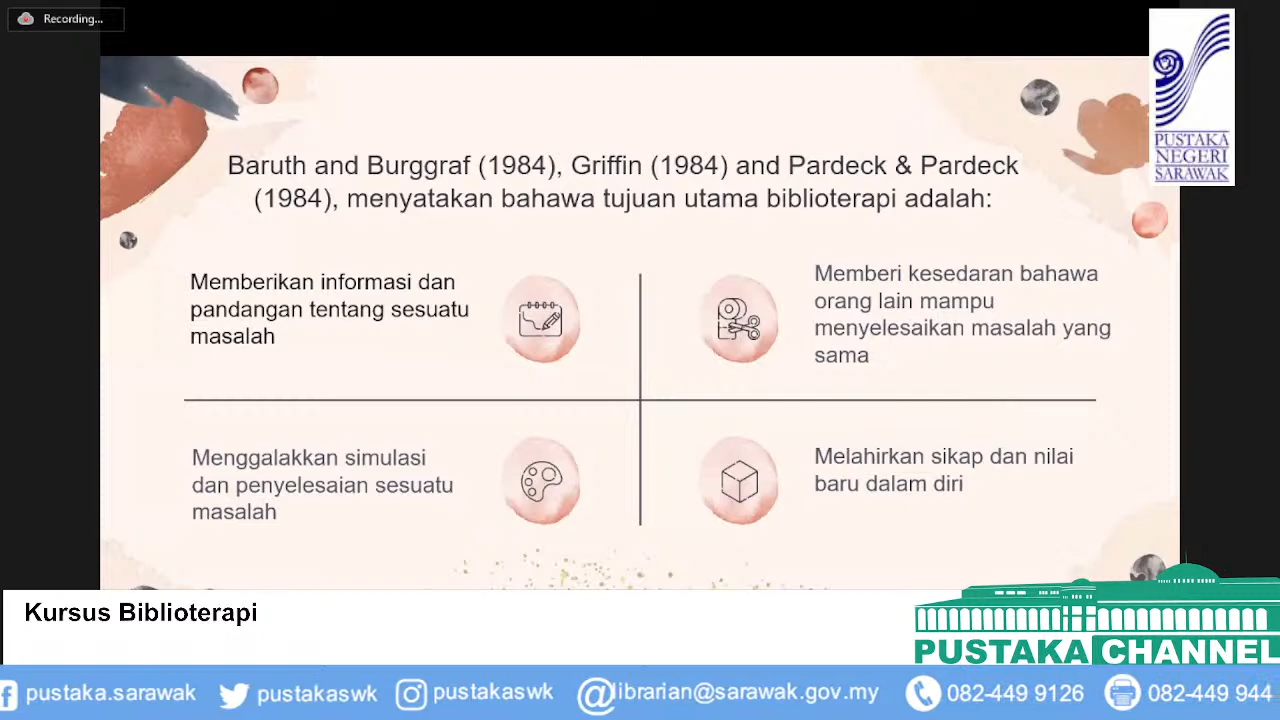 Recording...
PUSTAKA
NEGERI
SARAWAK
Baruth and Burggraf (1984), Griffin (1984) and Pardeck & Pardeck
(1984), menyatakan bahawa tujuan utama biblioterapi adalah:
Memberikan informasi dan
pandangan tentang sesuatu
masalah
Memberi kesedaran bahawa
orang lain mampu
menyelesaikan masalah yang
sama
Menggalakkan simulasi
dan penyelesaian sesuatu
masalah
Melahirkan sikap dan nilai
baru dalam diri
Kursus Biblioterapi
PUSTAKA CHANNEL
pustaka.sarawak pustakaswk pustakaswk @librarian@sarawak.gov.my 082-449 9126 082-449 944